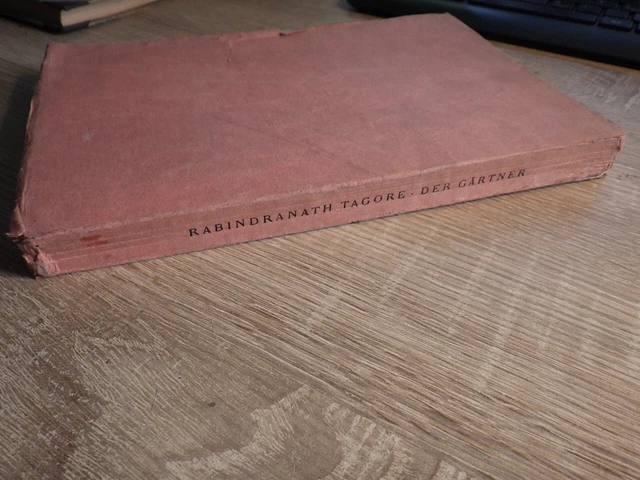 RABINDRANATH TAGORE · DER GÄRTNER